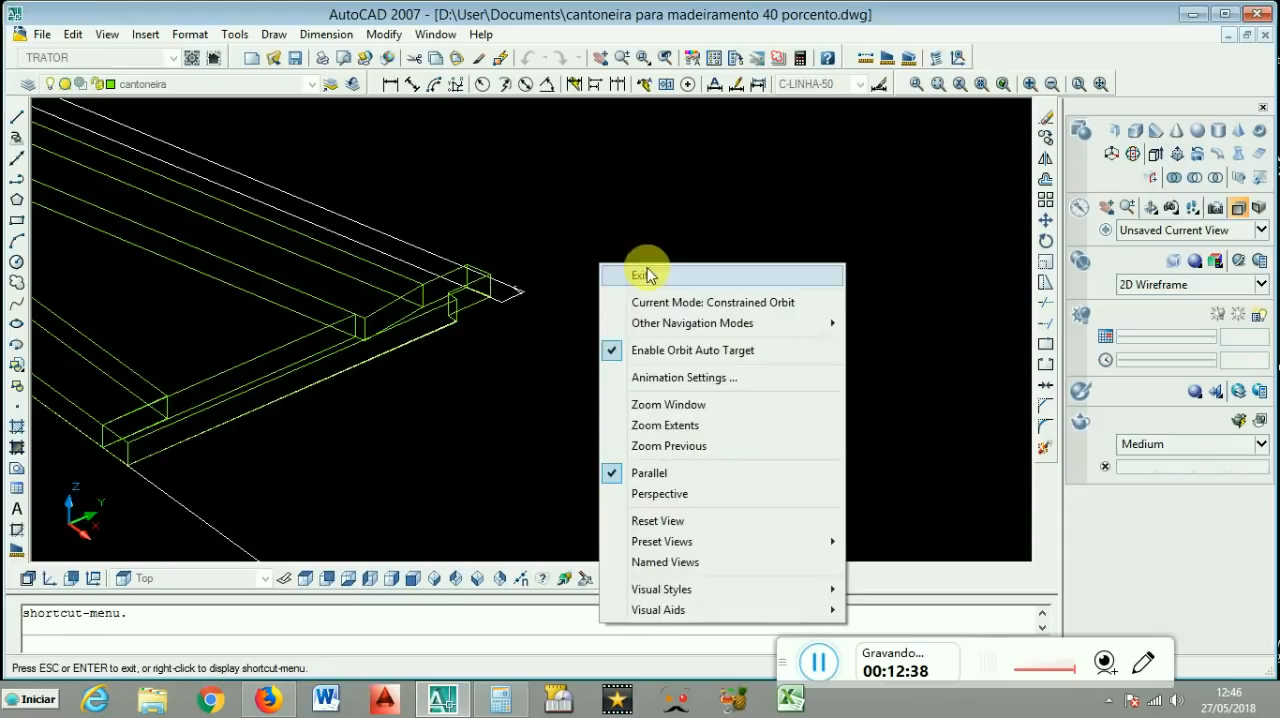 AutoCAD 2007 - [D:\User\Documents\cantoneira para madeiramento 40 porcento.dwg]
File Edit View Insert Format Tools Draw Dimension Modify Window Help
TRATOR
cantoneira
C-LINHA-50
Exit
Current Mode: Constrained Orbit
Other Navigation Modes
Enable Orbit Auto Target
Animation Settings ...
Zoom Window
Zoom Extents
Zoom Previous
Parallel
Perspective
Reset View
Preset Views
Named Views
Visual Styles
Visual Aids
Unsaved Current View
2D Wireframe
Medium
Z
Y
X
Top
shortcut-menu.
Press ESC or ENTER to exit, or right-click to display shortcut-menu.
Gravando...
00:12:38
Iniciar
12:46
27/05/2018